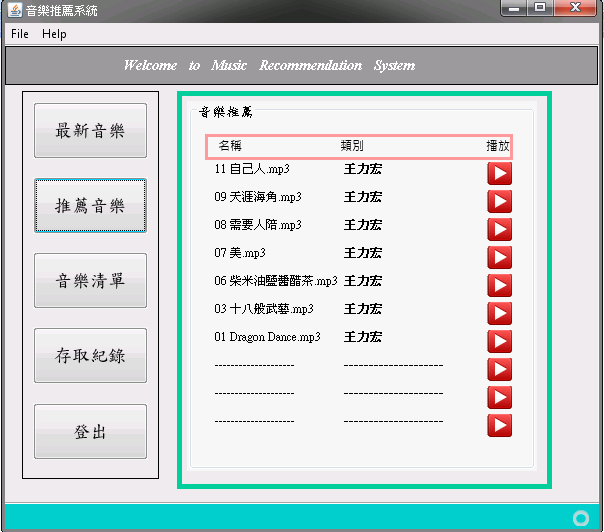 音樂推薦系統
File Help
Welcome to Music Recommendation System
最新音樂
推薦音樂
音樂清單
存取紀錄
登出
音樂推薦
名稱 類別 播放
11 自己人.mp3 王力宏
09 天涯海角.mp3 王力宏
08 需要人陪.mp3 王力宏
07 美.mp3 王力宏
06 柴米油鹽醬醋茶.mp3 王力宏
03 十八般武藝.mp3 王力宏
01 Dragon Dance.mp3 王力宏
-------------------- --------------------
-------------------- --------------------
-------------------- --------------------